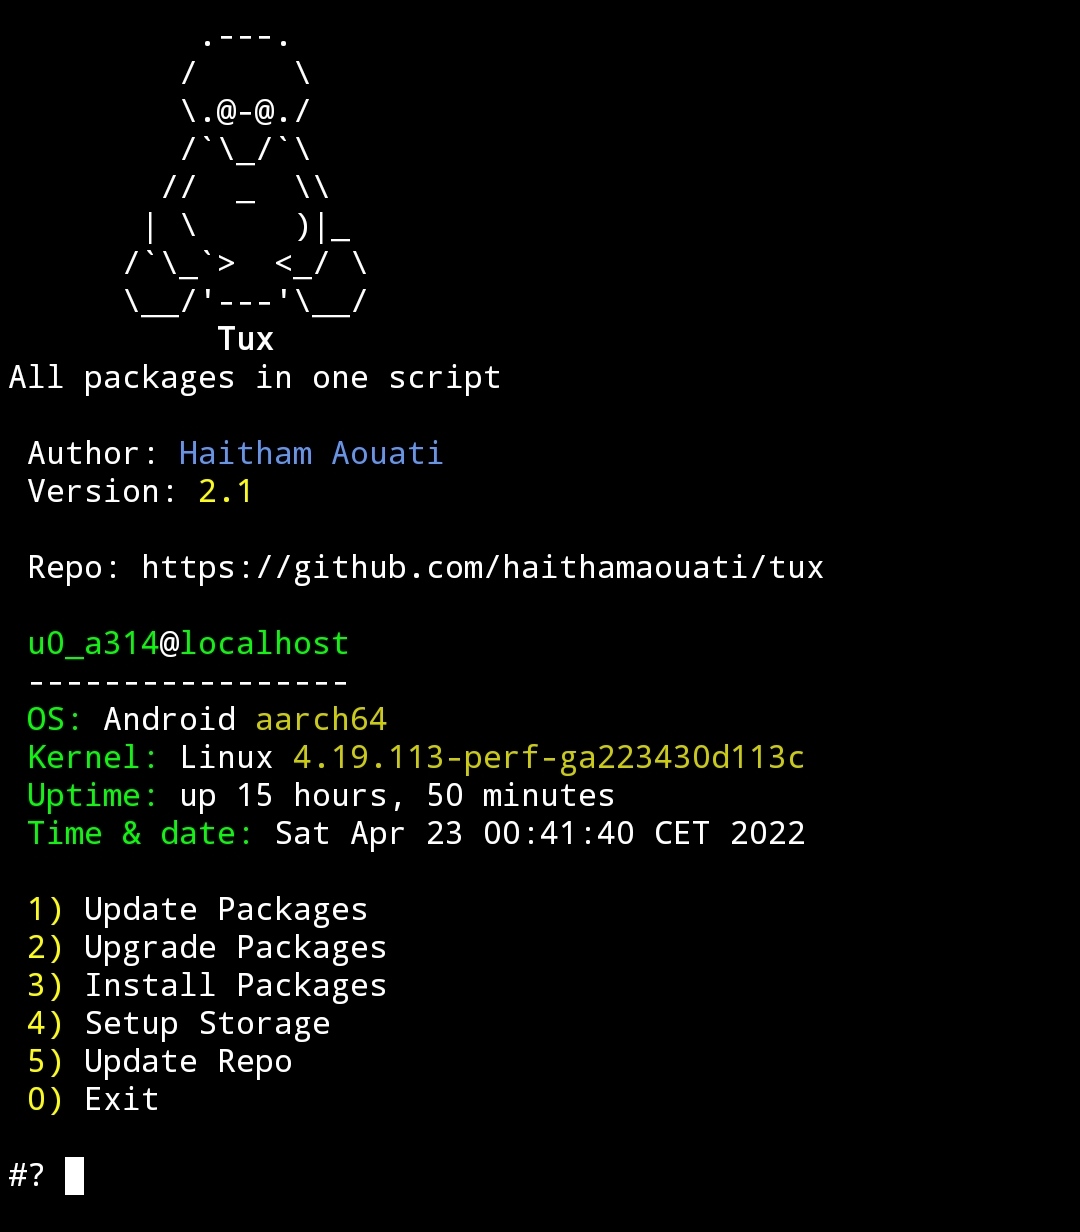 .---.
        /     \
        \.@-@./
        /`\_/`\
       //  _  \\
      | \     )|_
     /`\_`>  <_/ \
     \__/'---'\__/
          Tux
All packages in one script
Author: Haitham Aouati
Version: 2.1
Repo: https://github.com/haithamaouati/tux
u0_a314@localhost
-----------------
OS: Android aarch64
Kernel: Linux 4.19.113-perf-ga223430d113c
Uptime: up 15 hours, 50 minutes
Time & date: Sat Apr 23 00:41:40 CET 2022
1) Update Packages
2) Upgrade Packages
3) Install Packages
4) Setup Storage
5) Update Repo
0) Exit
#?